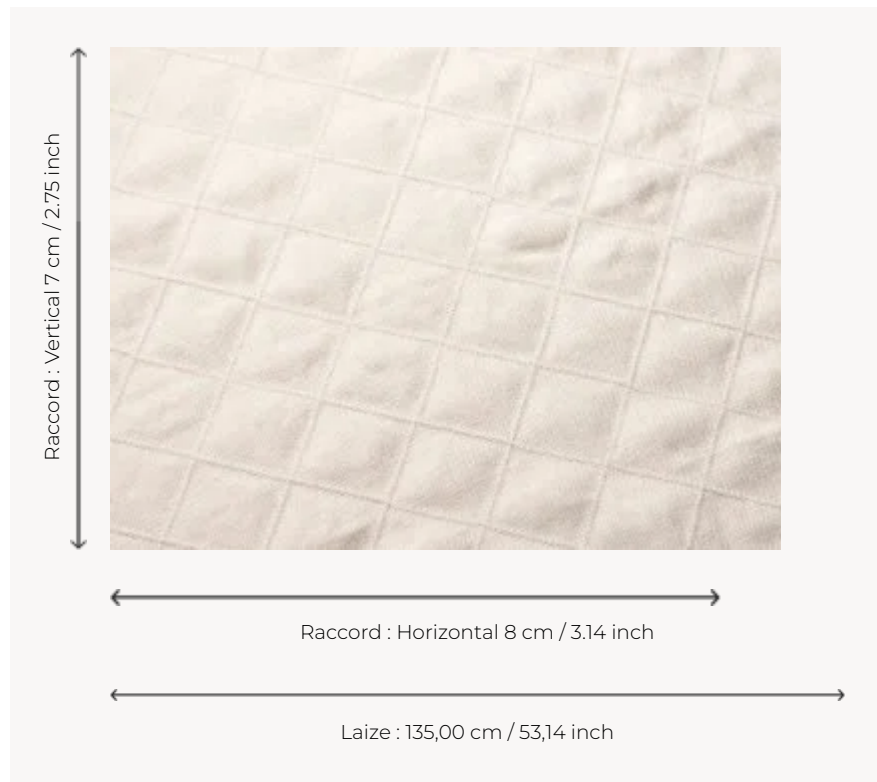 Raccord : Vertical 7 cm / 2.75 inch
Raccord : Horizontal 8 cm / 3.14 inch
Laize : 135,00 cm / 53,14 inch